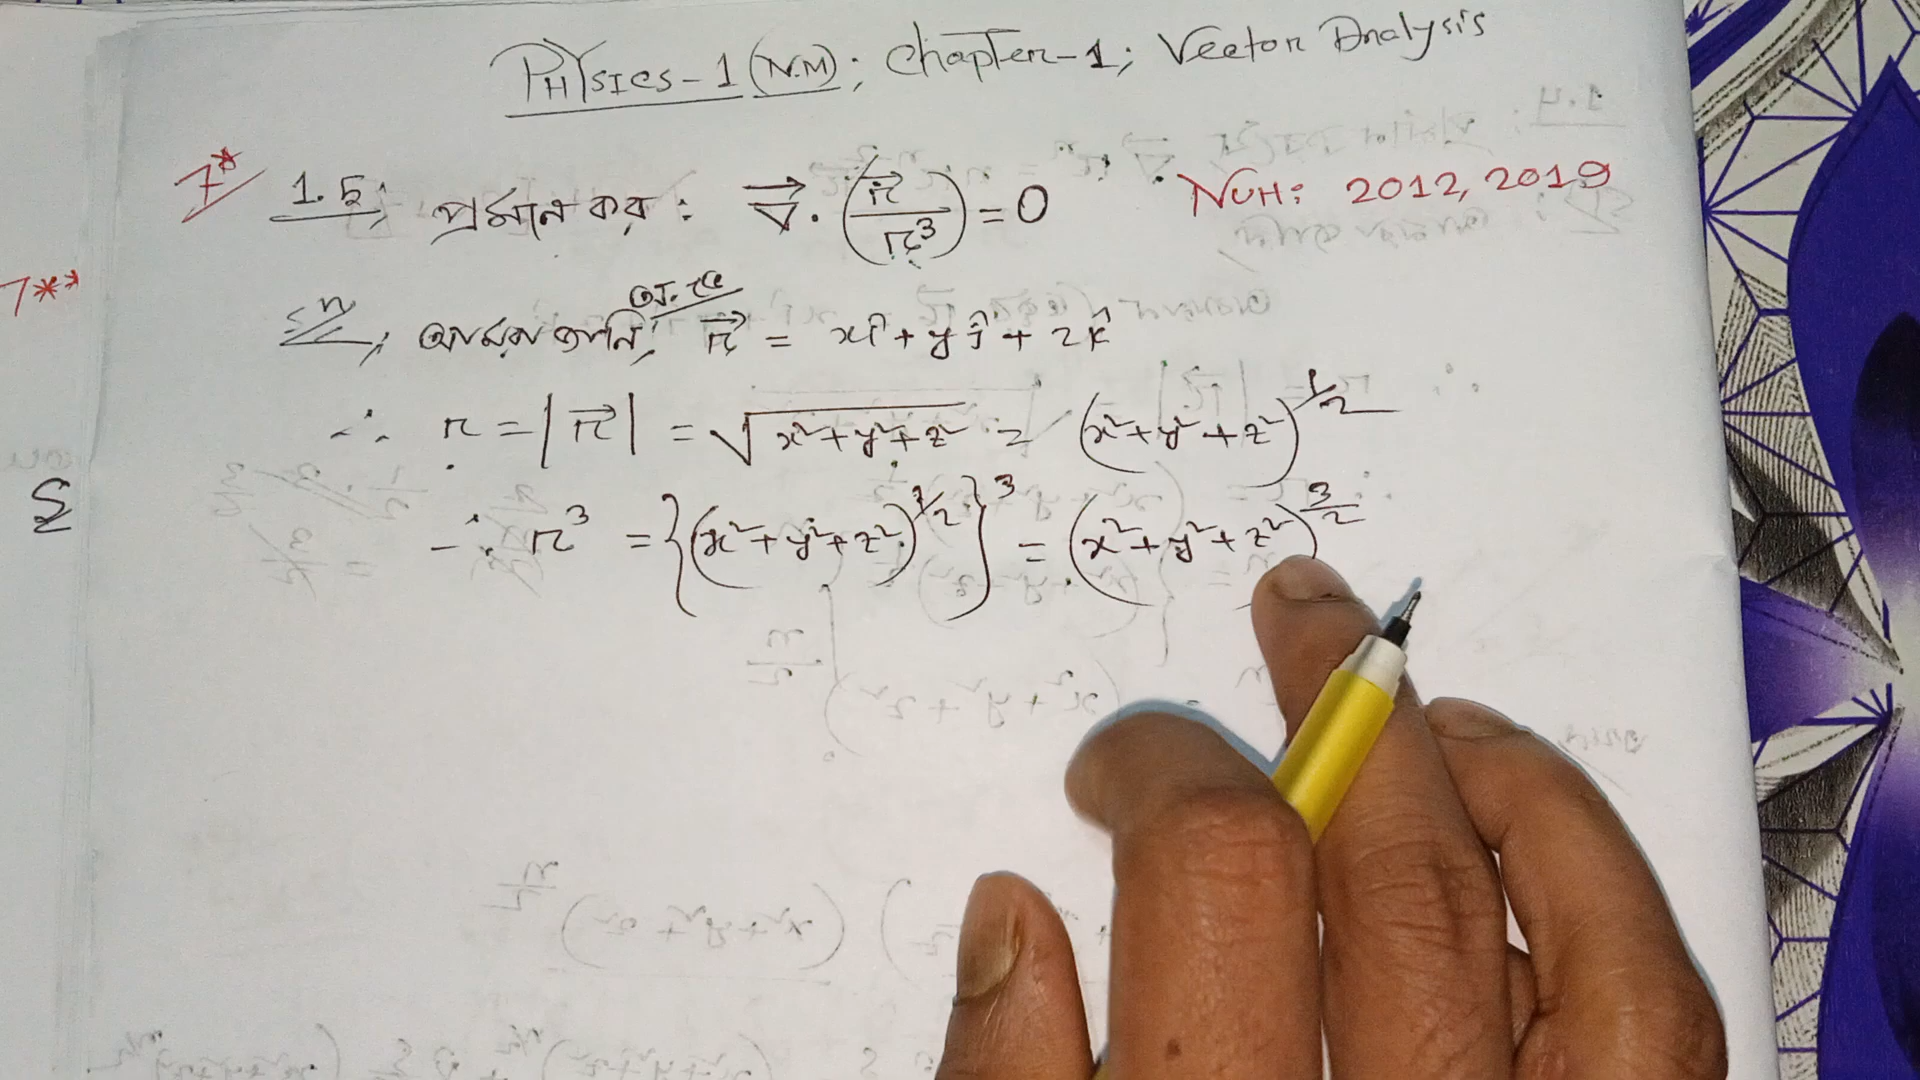 PHYSICS-1 (N.M); Chapter-1; Vector Analysis
7* 1.5; প্রমান কর : ∇⃗ · (r⃗ / r³) = 0 NUH: 2012, 2019
7**
Sⁿ; আমরা জানি, r⃗ = xî + yĵ + zk̂
∴ r = |r⃗| = √(x²+y²+z²) = (x²+y²+z²)^(1/2)
∴ r³ = {(x²+y²+z²)^(1/2)}³ = (x²+y²+z²)^(3/2)